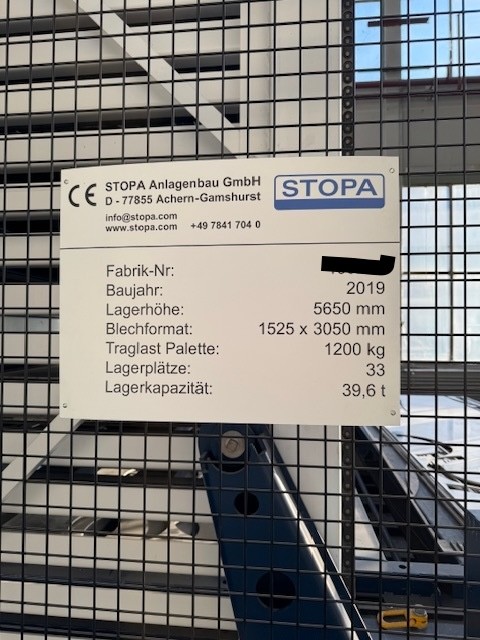 CE STOPA Anlagenbau GmbH STOPA
D - 77855 Achern-Gamshurst
info@stopa.com
www.stopa.com +49 7841 704 0
Fabrik-Nr:
Baujahr: 2019
Lagerhöhe: 5650 mm
Blechformat: 1525 x 3050 mm
Traglast Palette: 1200 kg
Lagerplätze: 33
Lagerkapazität: 39,6 t